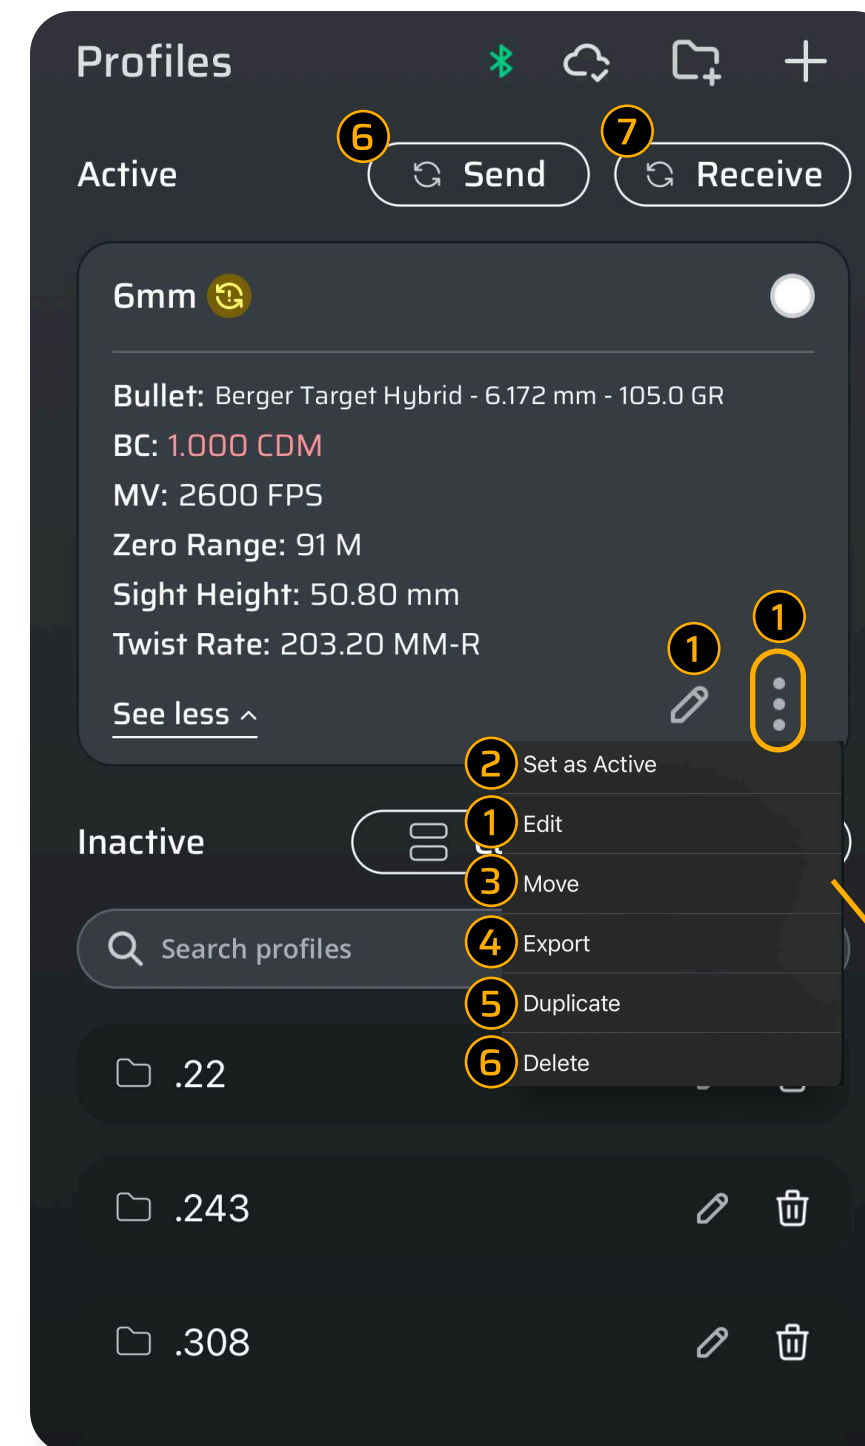 Profiles
6
7
Active
Send
Receive
6mm
Bullet: Berger Target Hybrid - 6.172 mm - 105.0 GR
BC: 1.000 CDM
MV: 2600 FPS
Zero Range: 91 M
Sight Height: 50.80 mm
Twist Rate: 203.20 MM-R
1
1
See less
2 Set as Active
Inactive
1 Edit
3 Move
Search profiles
4 Export
5 Duplicate
6 Delete
.22
.243
.308